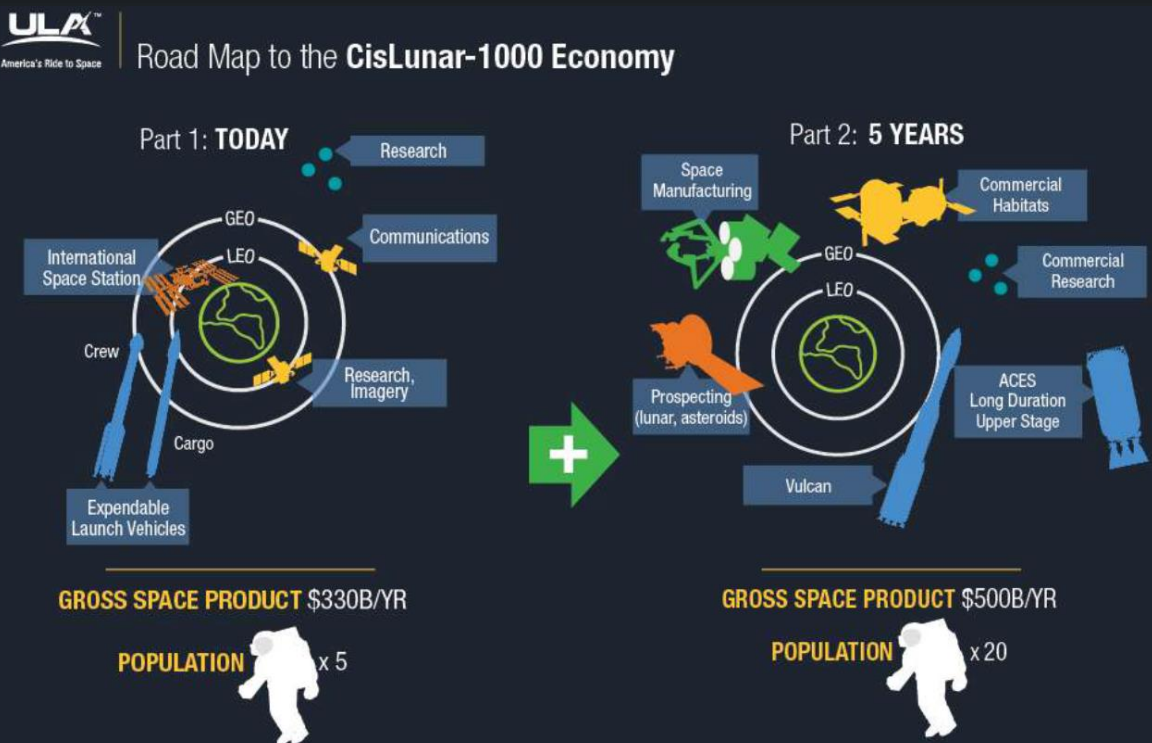 ULA™
America's Ride to Space
Road Map to the CisLunar-1000 Economy
Part 1: TODAY
Research
GEO
Communications
LEO
International
Space Station
Crew
Research,
Imagery
Cargo
Expendable
Launch Vehicles
GROSS SPACE PRODUCT $330B/YR
POPULATION x 5
Part 2: 5 YEARS
Space
Manufacturing
Commercial
Habitats
GEO
Commercial
Research
LEO
Prospecting
(lunar, asteroids)
ACES
Long Duration
Upper Stage
Vulcan
GROSS SPACE PRODUCT $500B/YR
POPULATION x 20